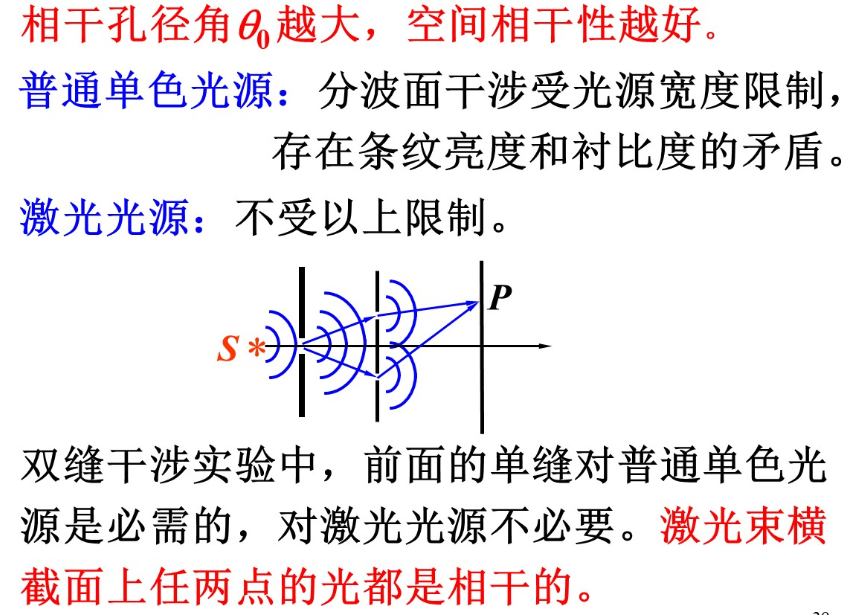 相干孔径角θ₀越大，空间相干性越好。
普通单色光源：分波面干涉受光源宽度限制，
存在条纹亮度和衬比度的矛盾。
激光光源：不受以上限制。
P
S *
双缝干涉实验中，前面的单缝对普通单色光
源是必需的，对激光光源不必要。激光束横
截面上任两点的光都是相干的。